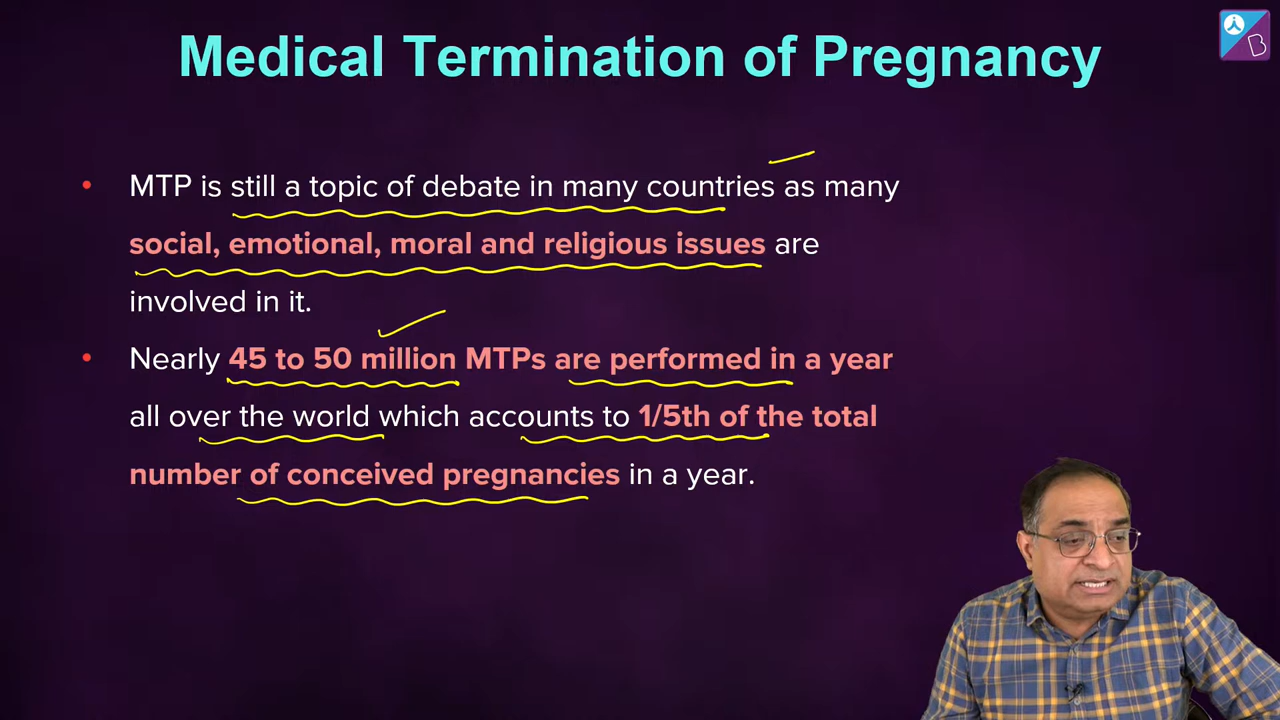 Medical Termination of Pregnancy
• MTP is still a topic of debate in many countries as many
social, emotional, moral and religious issues are
involved in it.
• Nearly 45 to 50 million MTPs are performed in a year
all over the world which accounts to 1/5th of the total
number of conceived pregnancies in a year.
B